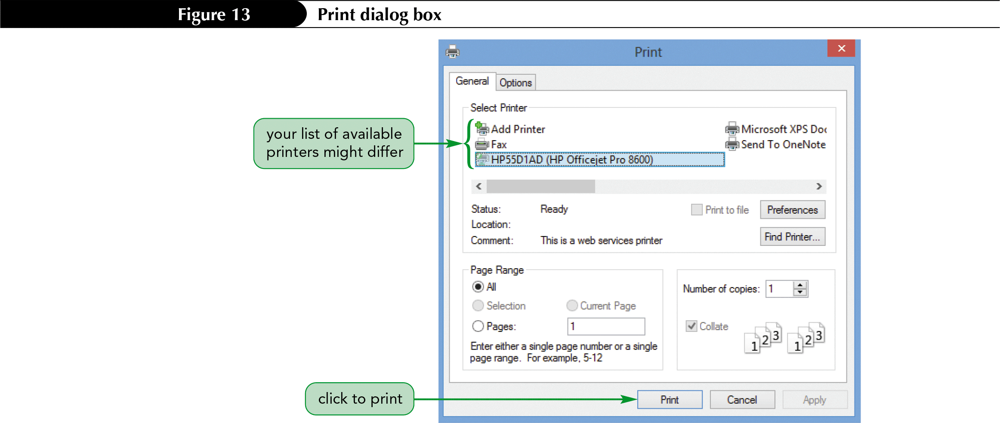 Figure 13 Print dialog box
Print
General Options
Select Printer
Add Printer Microsoft XPS Doc
Fax Send To OneNote
HP55D1AD (HP Officejet Pro 8600)
your list of available
printers might differ
Status: Ready Print to file Preferences
Location:
Comment: This is a web services printer Find Printer...
Page Range
All
Selection Current Page
Pages: 1
Enter either a single page number or a single
page range. For example, 5-12
Number of copies: 1
Collate
1 2 3 1 2 3
click to print
Print Cancel Apply